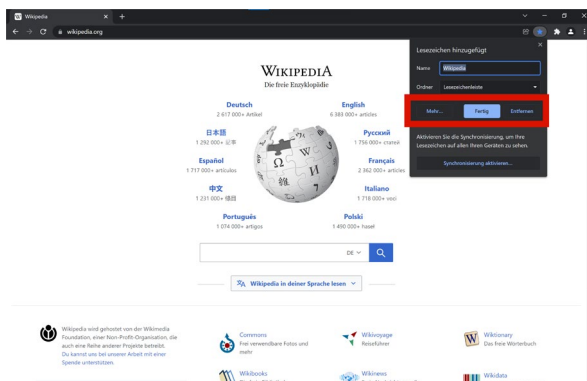 Wikipedia
wikipedia.org
Lesezeichen hinzugefügt
Name Wikipedia
Ordner Lesezeichenleiste
Mehr... Fertig Entfernen
Aktivieren Sie die Synchronisierung, um Ihre
Lesezeichen auf allen Ihren Geräten zu sehen.
Synchronisierung aktivieren...
WIKIPEDIA
Die freie Enzyklopädie
Deutsch
2 617 000+ Artikel
English
6 383 000+ articles
日本語
1 292 000+ 記事
Русский
1 756 000+ статей
Español
1 717 000+ artículos
Français
2 362 000+ articles
中文
1 231 000+ 條目
Italiano
1 718 000+ voci
Português
1 074 000+ artigos
Polski
1 490 000+ haseł
DE
Wikipedia in deiner Sprache lesen
Wikipedia wird gehostet von der Wikimedia
Foundation, einer Non-Profit-Organisation, die
auch eine Reihe anderer Projekte betreibt.
Du kannst uns bei unserer Arbeit mit einer
Spende unterstützen.
Commons
Frei verwendbare Fotos und
mehr
Wikivoyage
Reiseführer
Wiktionary
Das freie Wörterbuch
Wikibooks
Wikinews
Wikidata